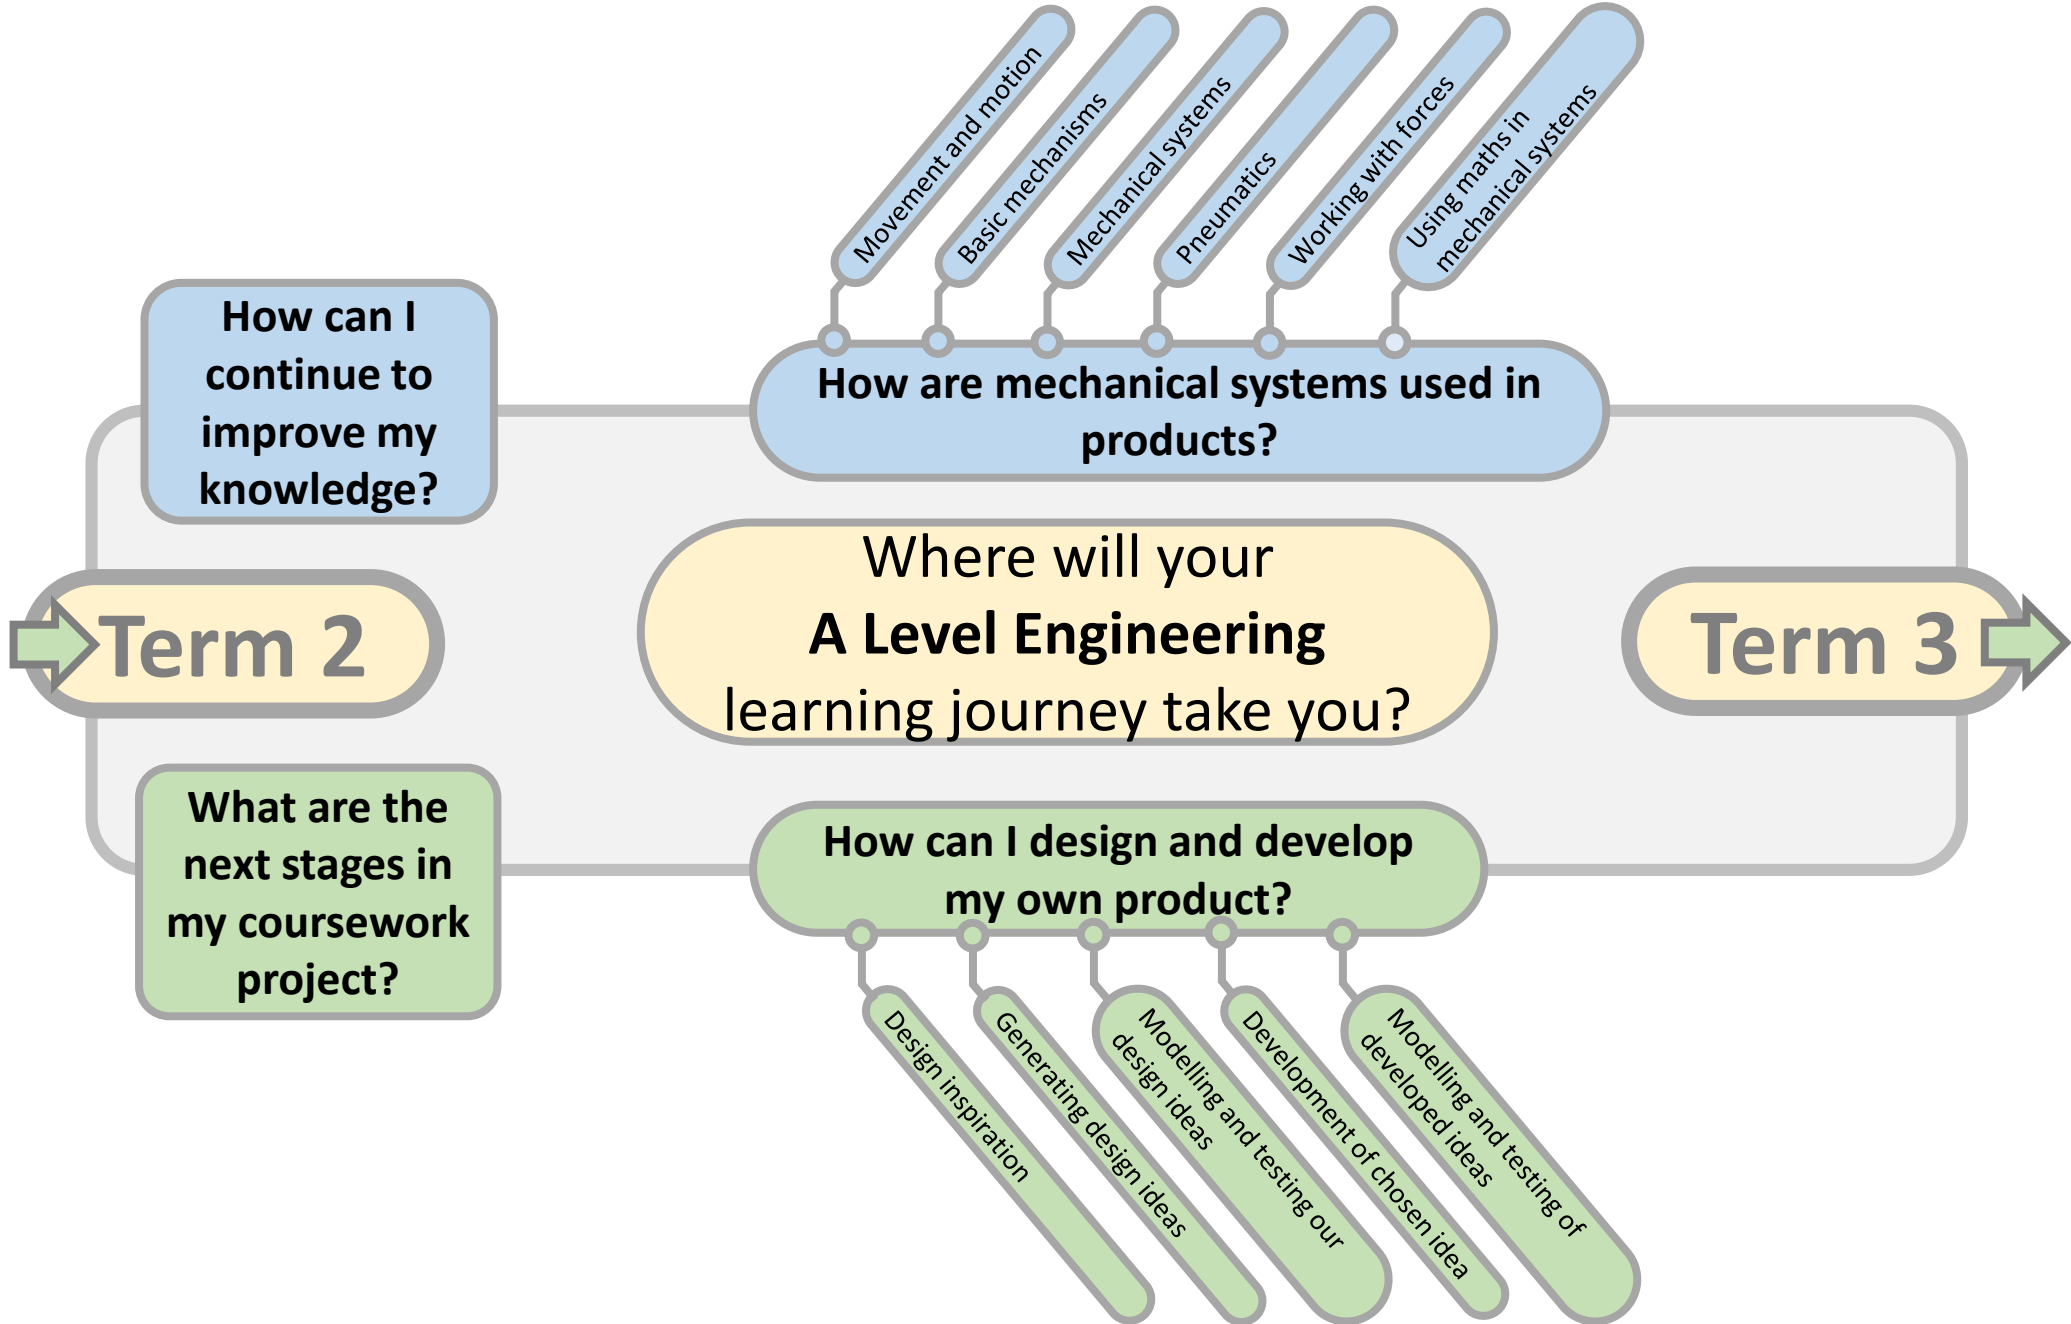 Movement and motion
Basic mechanisms
Mechanical systems
Pneumatics
Working with forces
Using maths in
mechanical systems
How can I
continue to
improve my
knowledge?
How are mechanical systems used in
products?
Where will your
A Level Engineering
learning journey take you?
Term 2
Term 3
What are the
next stages in
my coursework
project?
How can I design and develop
my own product?
Design inspiration
Generating design ideas
Modelling and testing our
design ideas
Development of chosen idea
Modelling and testing of
developed ideas